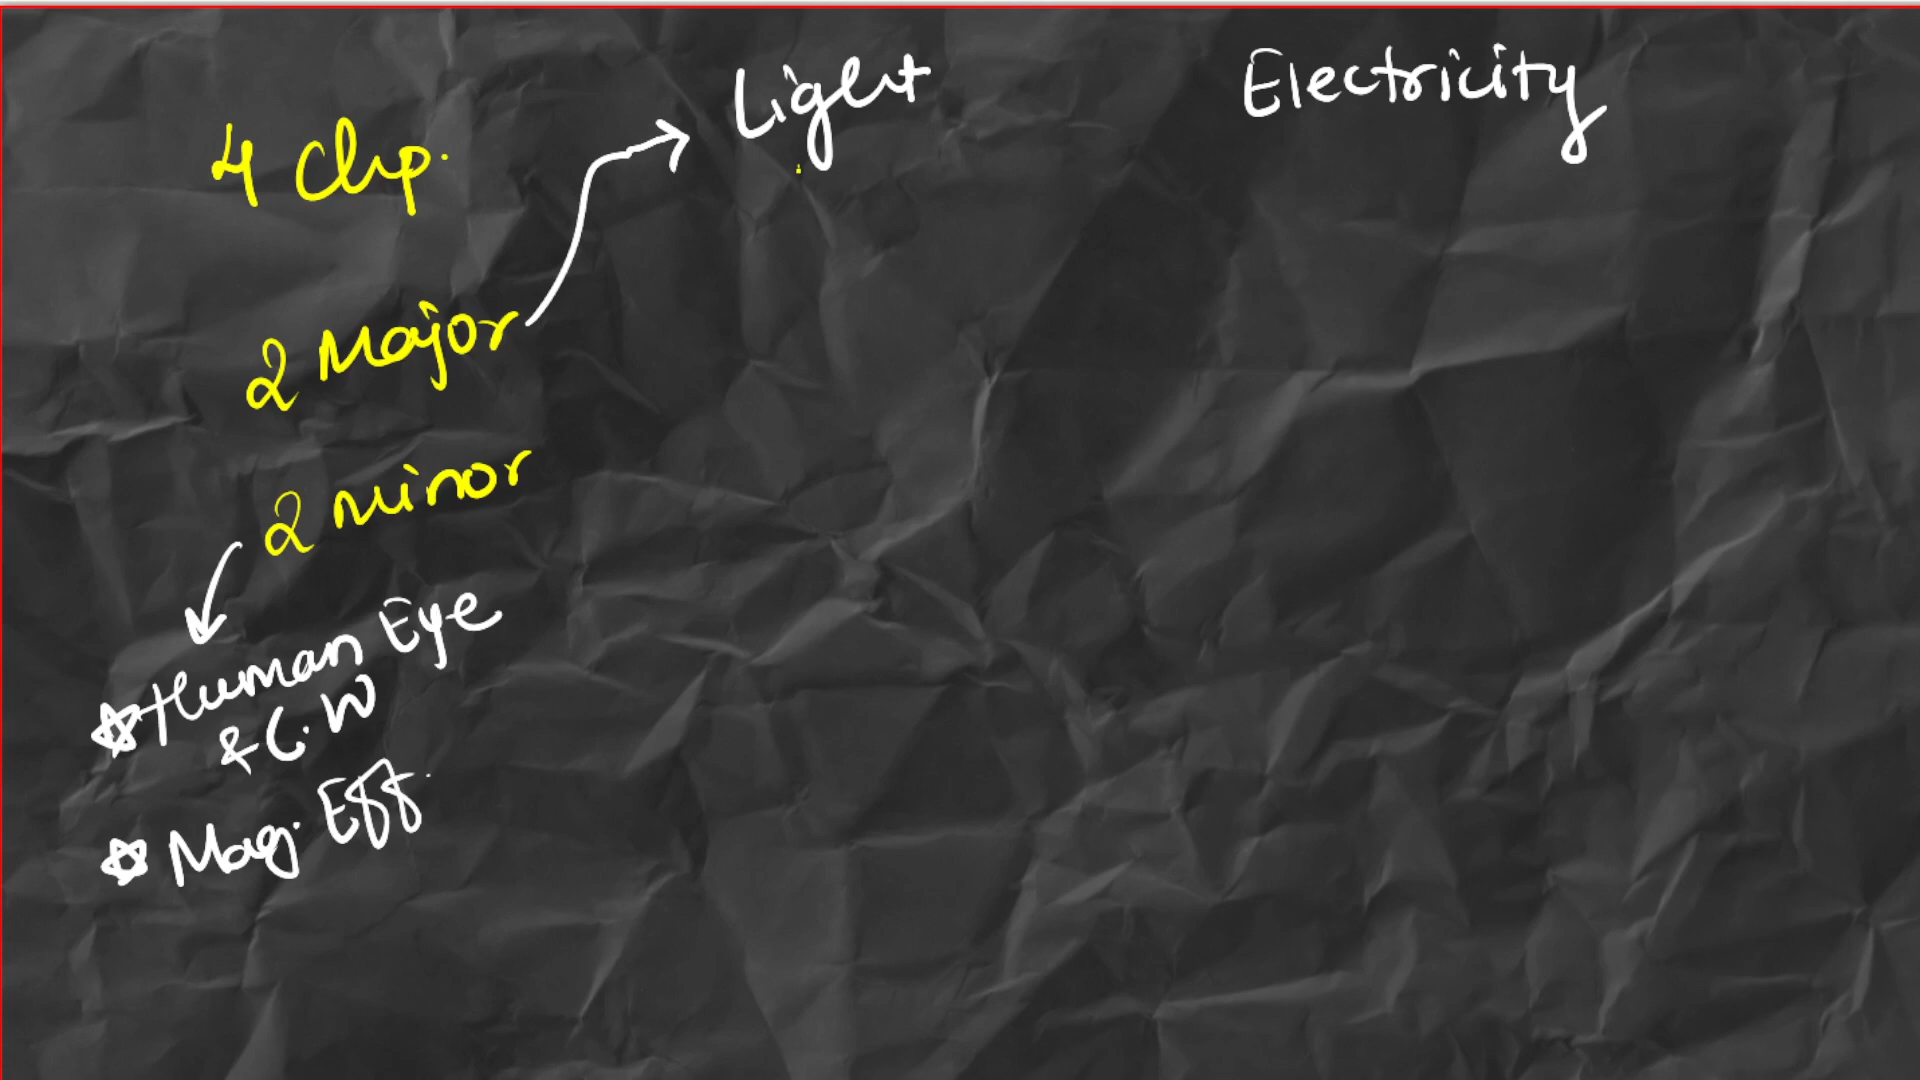 4 Chp.
2 Major
2 Minor
Human Eye
& C.W
Mag. Eff.
Light
Electricity